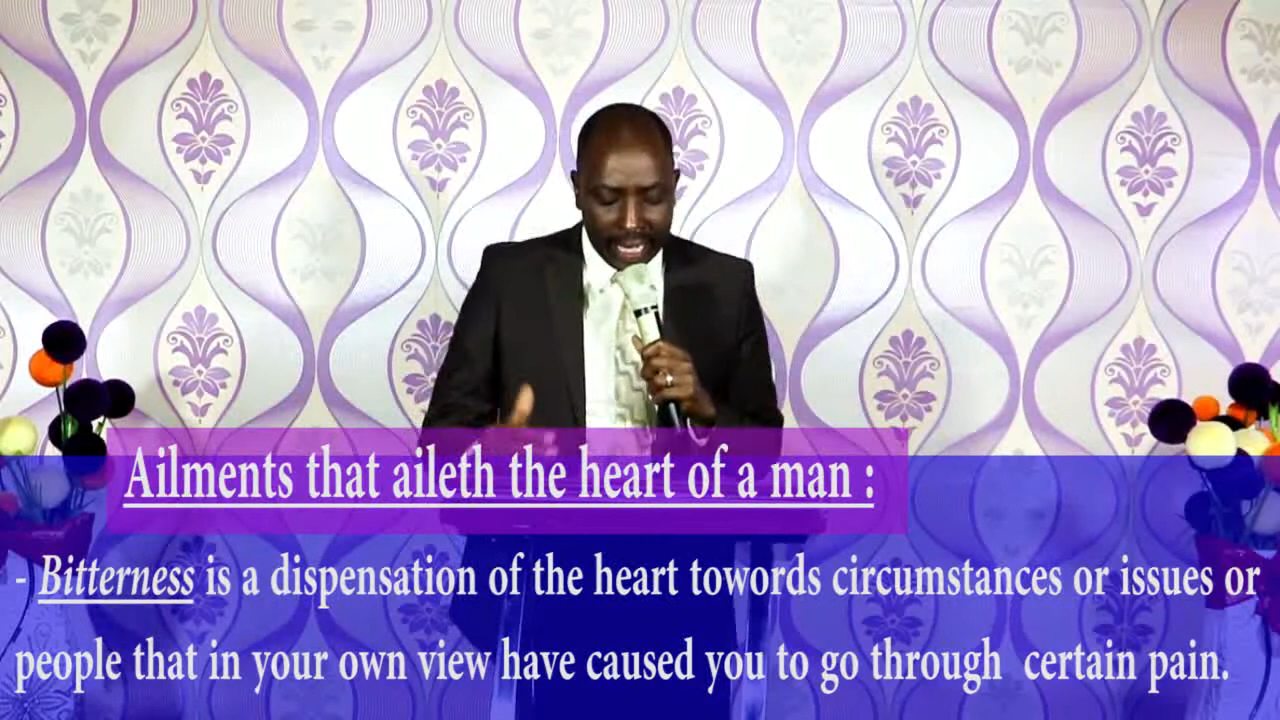 Ailments that aileth the heart of a man :
- Bitterness is a dispensation of the heart towords circumstances or issues or
people that in your own view have caused you to go through certain pain.